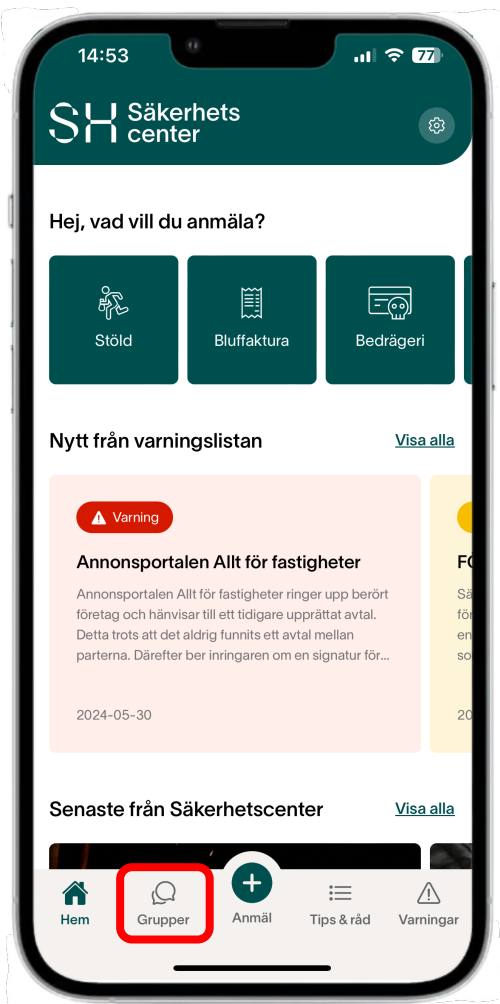 14:53
77
SH Säkerhets
center
Hej, vad vill du anmäla?
Stöld
Bluffaktura
Bedrägeri
Nytt från varningslistan
Visa alla
Varning
Annonsportalen Allt för fastigheter
Annonsportalen Allt för fastigheter ringer upp berört
företag och hänvisar till ett tidigare upprättat avtal.
Detta trots att det aldrig funnits ett avtal mellan
parterna. Därefter ber inringaren om en signatur för...
2024-05-30
Senaste från Säkerhetscenter
Visa alla
Hem
Grupper
Anmäl
Tips & råd
Varningar